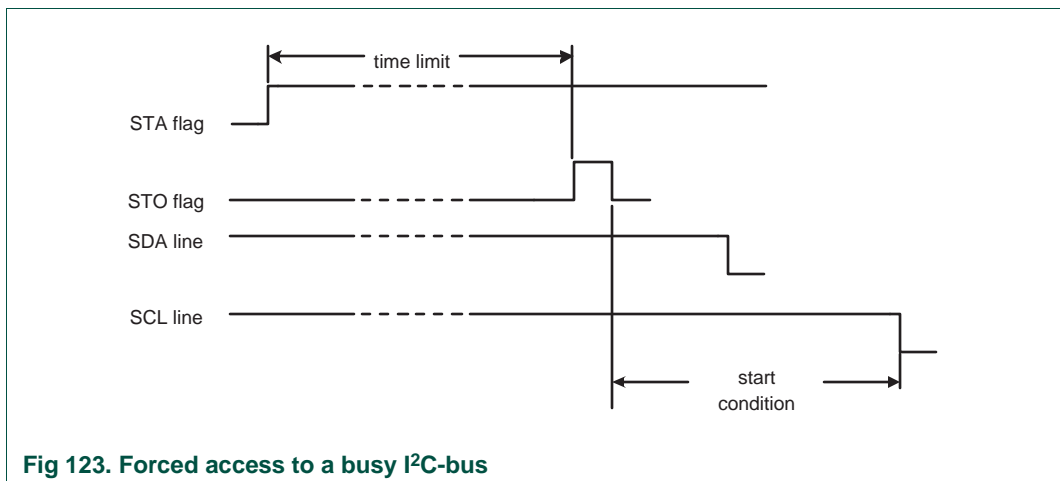 time limit
STA flag
STO flag
SDA line
SCL line
start
condition
Fig 123. Forced access to a busy I²C-bus